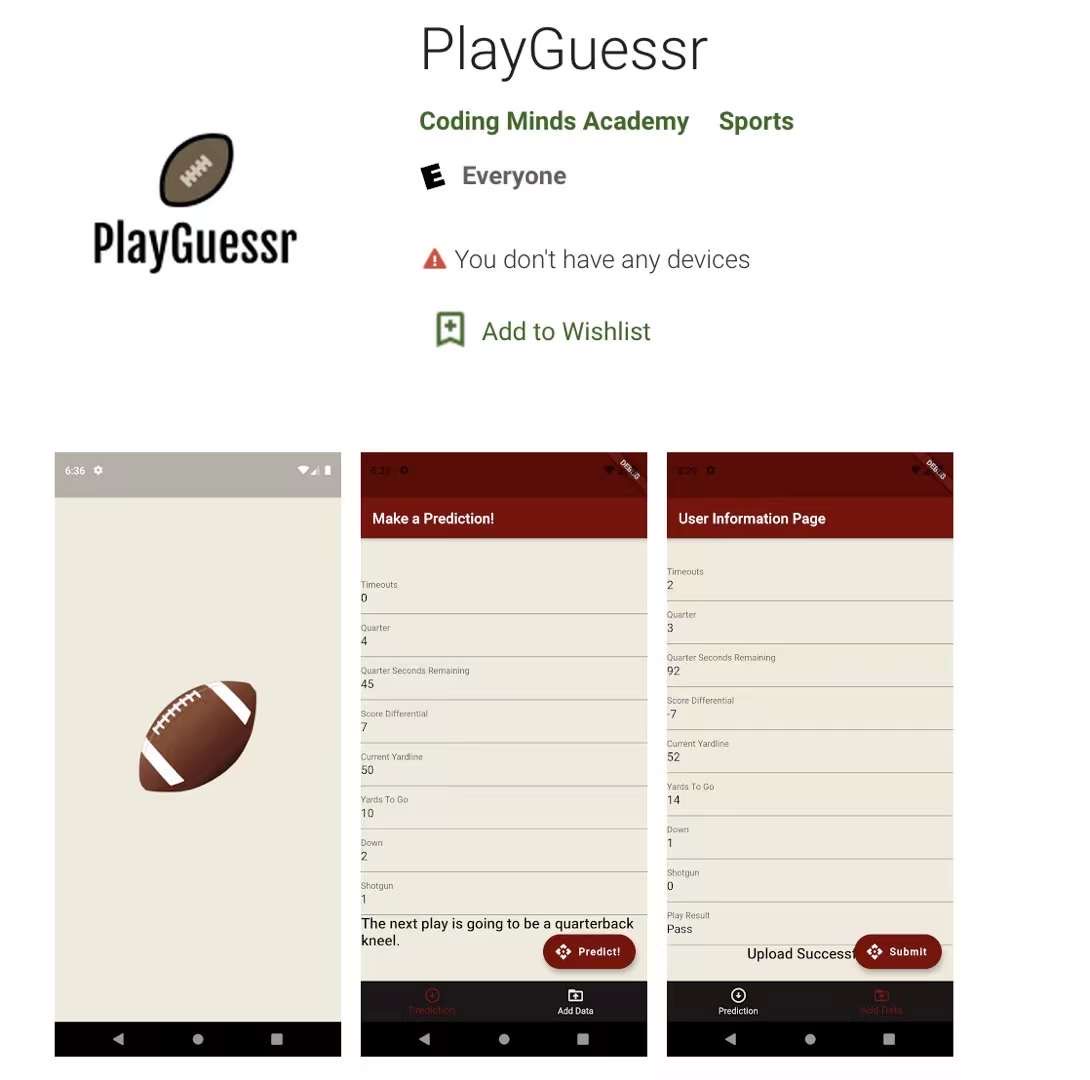 PlayGuessr
Coding Minds Academy Sports
E Everyone
PlayGuessr
You don't have any devices
Add to Wishlist
6:36
DEBUG
Make a Prediction!
Timeouts
0
Quarter
4
Quarter Seconds Remaining
45
Score Differential
7
Current Yardline
50
Yards To Go
10
Down
2
Shotgun
1
The next play is going to be a quarterback
kneel.
Predict!
Prediction
Add Data
DEBUG
User Information Page
Timeouts
2
Quarter
3
Quarter Seconds Remaining
92
Score Differential
-7
Current Yardline
52
Yards To Go
14
Down
1
Shotgun
0
Play Result
Pass
Upload Successf
Submit
Prediction
Add Data